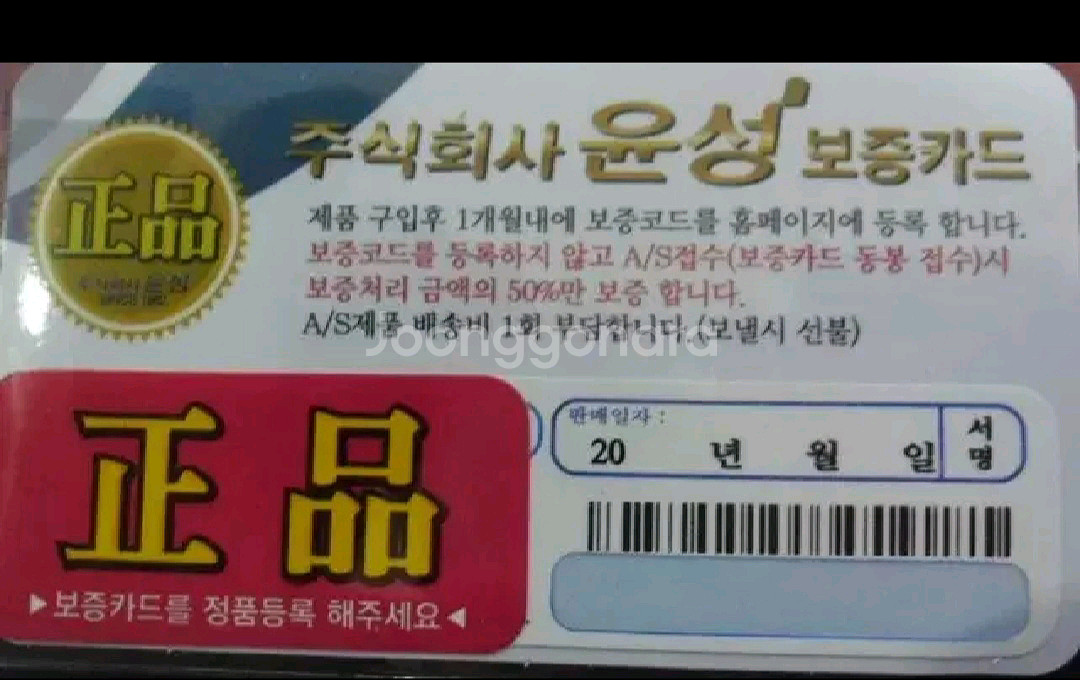 주식회사 윤성 보증카드
正品
제품 구입후 1개월내에 보증코드를 홈페이지에 등록 합니다.
보증코드를 등록하지 않고 A/S접수(보증카드 동봉 접수)시
보증처리 금액의 50%만 보증 합니다.
A/S제품 배송비 1회 부담합니다.(보낼시 선불)
Joonggonara
正品
▶보증카드를 정품등록 해주세요◀
판매일자 :
20 년 월 일
서명